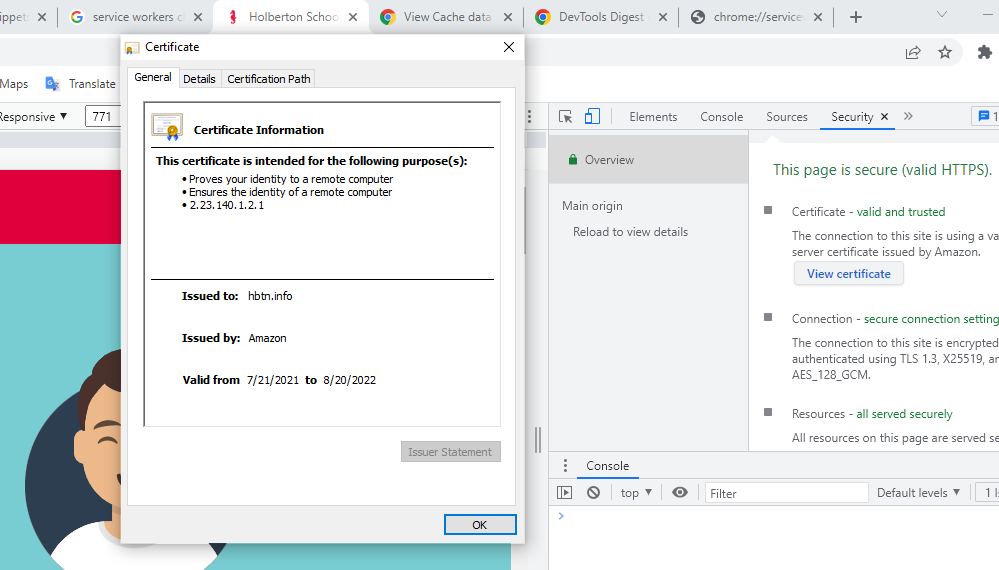 ippets
service workers c
Holberton Schoo
View Cache data
DevTools Digest
chrome://service
Maps
Translate
Responsive ▼
771
Certificate
General
Details
Certification Path
Certificate Information
This certificate is intended for the following purpose(s):
• Proves your identity to a remote computer
• Ensures the identity of a remote computer
• 2.23.140.1.2.1
Issued to: hbtn.info
Issued by: Amazon
Valid from 7/21/2021 to 8/20/2022
Issuer Statement
OK
Elements
Console
Sources
Security
1
Overview
Main origin
Reload to view details
This page is secure (valid HTTPS).
Certificate - valid and trusted
The connection to this site is using a va
server certificate issued by Amazon.
View certificate
Connection - secure connection setting
The connection to this site is encrypted
authenticated using TLS 1.3, X25519, an
AES_128_GCM.
Resources - all served securely
All resources on this page are served se
Console
top ▼
Filter
Default levels ▼
1 Is